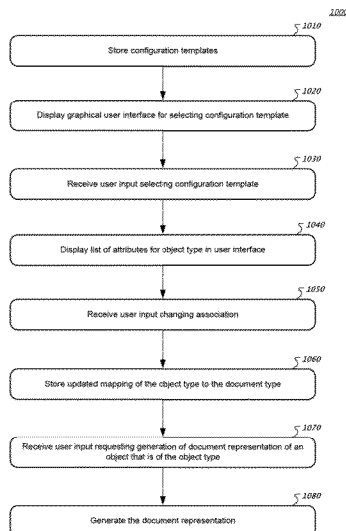 1000
1010
Store configuration templates
1020
Display graphical user interface for selecting configuration template
1030
Receive user input selecting configuration template
1040
Display list of attributes for object type in user interface
1050
Receive user input changing association
1060
Store updated mapping of the object type to the document type
1070
Receive user input requesting generation of document representation of an
object that is of the object type
1080
Generate the document representation